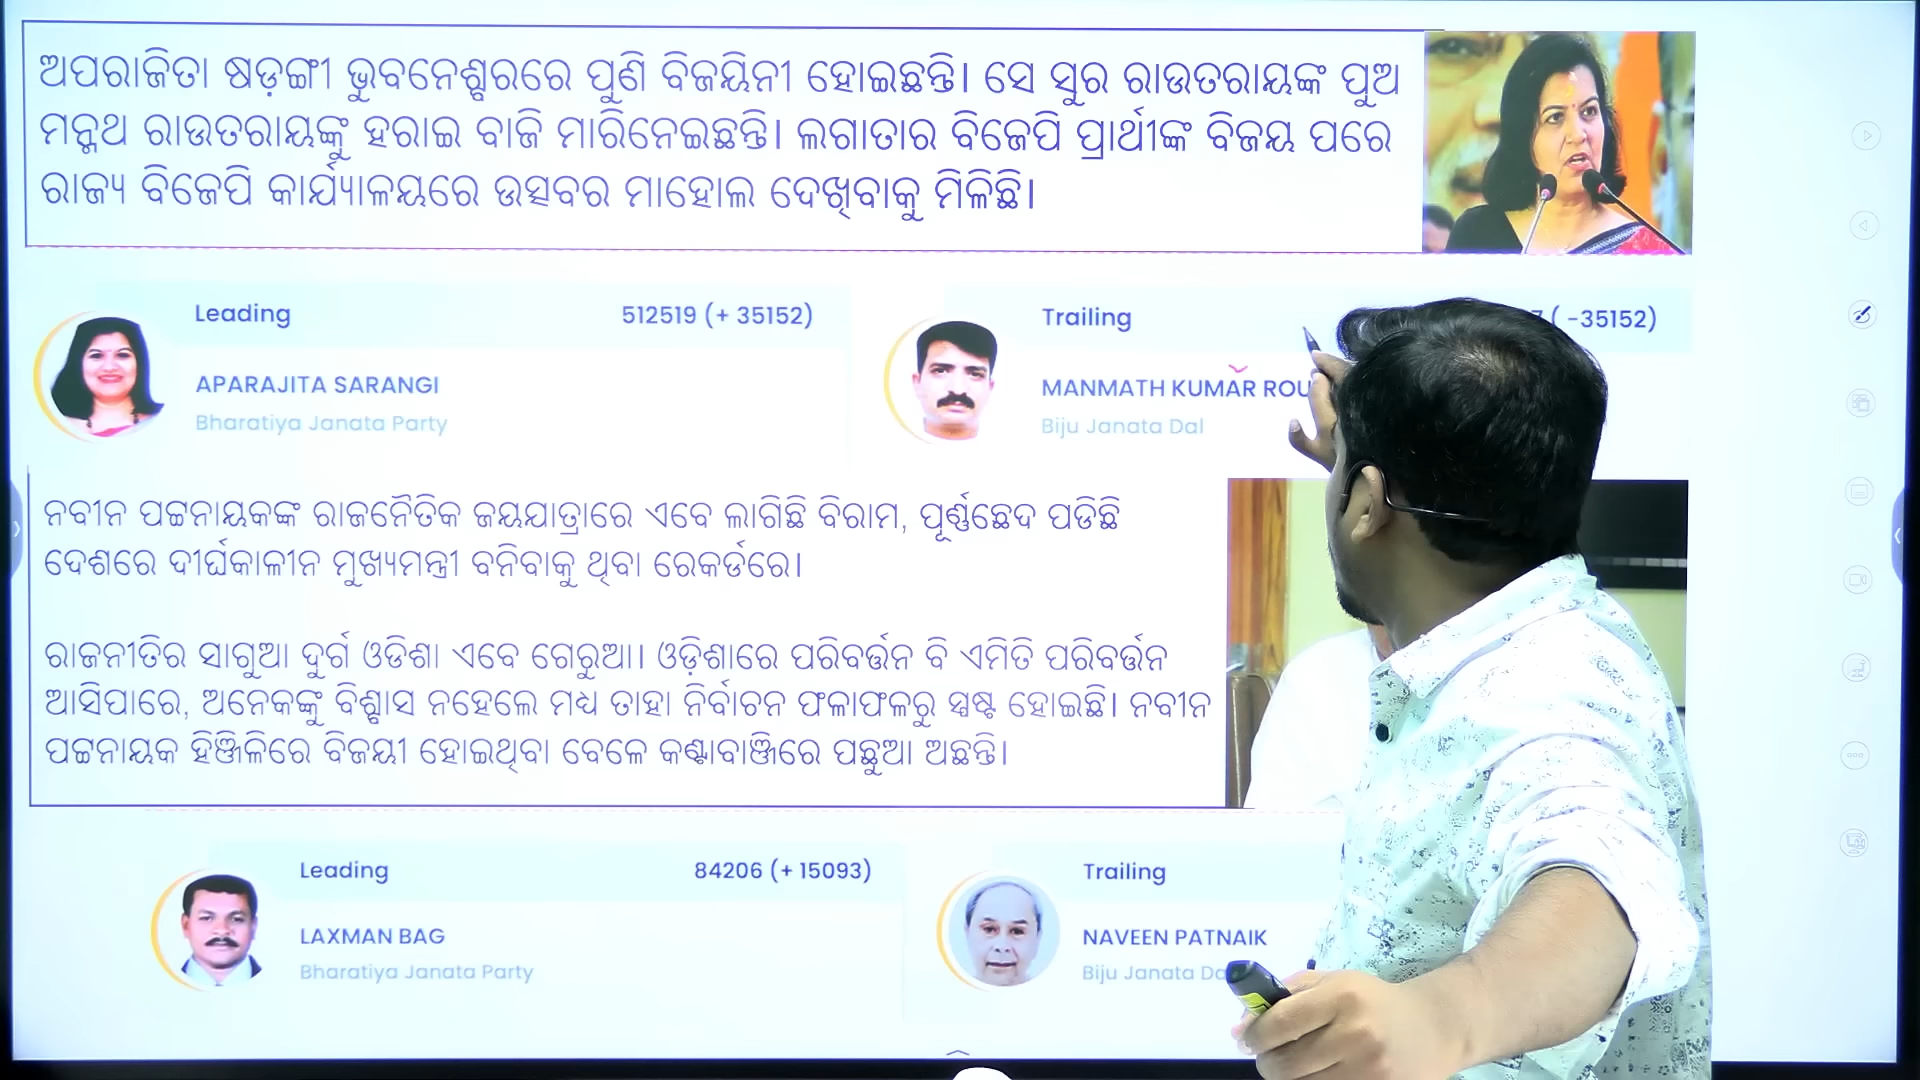 ଅପରାଜିତା ଷଡ଼ଙ୍ଗୀ ଭୁବନେଶ୍ବରରେ ପୁଣି ବିଜୟିନୀ ହୋଇଛନ୍ତି। ସେ ସୁର ରାଉତରାୟଙ୍କ ପୁଅ
ମନ୍ମଥ ରାଉତରାୟଙ୍କୁ ହରାଇ ବାଜି ମାରିନେଇଛନ୍ତି। ଲଗାତାର ବିଜେପି ପ୍ରାର୍ଥୀଙ୍କ ବିଜୟ ପରେ
ରାଜ୍ୟ ବିଜେପି କାର୍ଯ୍ୟାଳୟରେ ଉତ୍ସବର ମାହୋଲ ଦେଖିବାକୁ ମିଳିଛି।
Leading 512519 (+ 35152)
APARAJITA SARANGI
Bharatiya Janata Party
Trailing ( -35152)
MANMATH KUMAR
Biju Janata Dal
ନବୀନ ପଟ୍ଟନାୟକଙ୍କ ରାଜନୈତିକ ଜୟଯାତ୍ରାରେ ଏବେ ଲାଗିଛି ବିରାମ, ପୂର୍ଣ୍ଣଛେଦ ପଡିଛି
ଦେଶରେ ଦୀର୍ଘକାଳୀନ ମୁଖ୍ୟମନ୍ତ୍ରୀ ବନିବାକୁ ଥିବା ରେକର୍ଡରେ।
ରାଜନୀତିର ସାଗୁଆ ଦୁର୍ଗ ଓଡିଶା ଏବେ ଗେରୁଆ। ଓଡ଼ିଶାରେ ପରିବର୍ତ୍ତନ ବି ଏମିତି ପରିବର୍ତ୍ତନ
ଆସିପାରେ, ଅନେକଙ୍କୁ ବିଶ୍ବାସ ନହେଲେ ମଧ୍ୟ ତାହା ନିର୍ବାଚନ ଫଳାଫଳରୁ ସ୍ପଷ୍ଟ ହୋଇଛି। ନବୀନ
ପଟ୍ଟନାୟକ ହିଞ୍ଜିଳିରେ ବିଜୟୀ ହୋଇଥିବା ବେଳେ କଣ୍ଟାବାଞ୍ଜିରେ ପଛୁଆ ଅଛନ୍ତି।
Leading 84206 (+ 15093)
LAXMAN BAG
Bharatiya Janata Party
Trailing
NAVEEN PATNAIK
Biju Janata